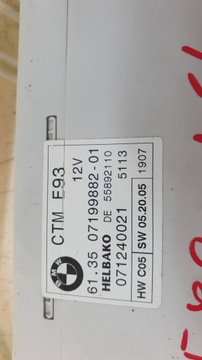 BMW
CTM E93
12V
61.35 07199882-01
HELBAKO DE 55892110
071240021 5113
HW C05 SW 05.20.05 1907